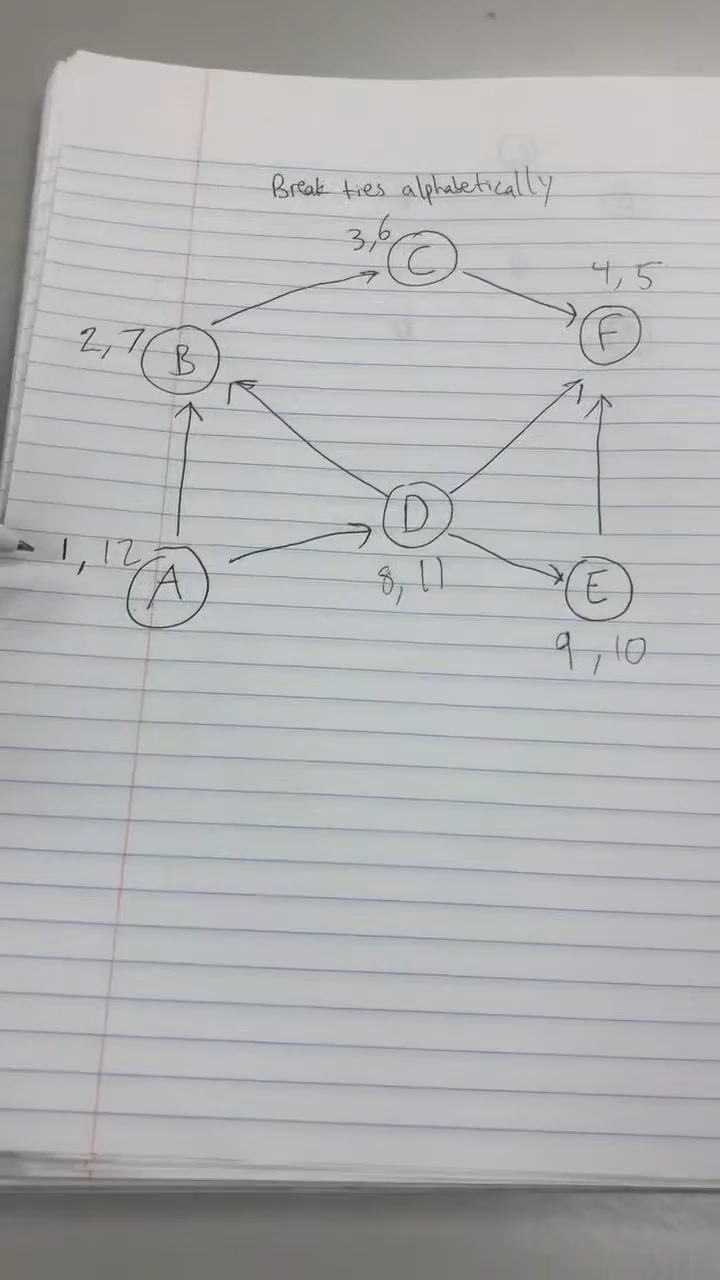 Break ties alphabetically
3,6
C
4,5
F
2,7
B
D
1,12
A
8,11
E
9,10